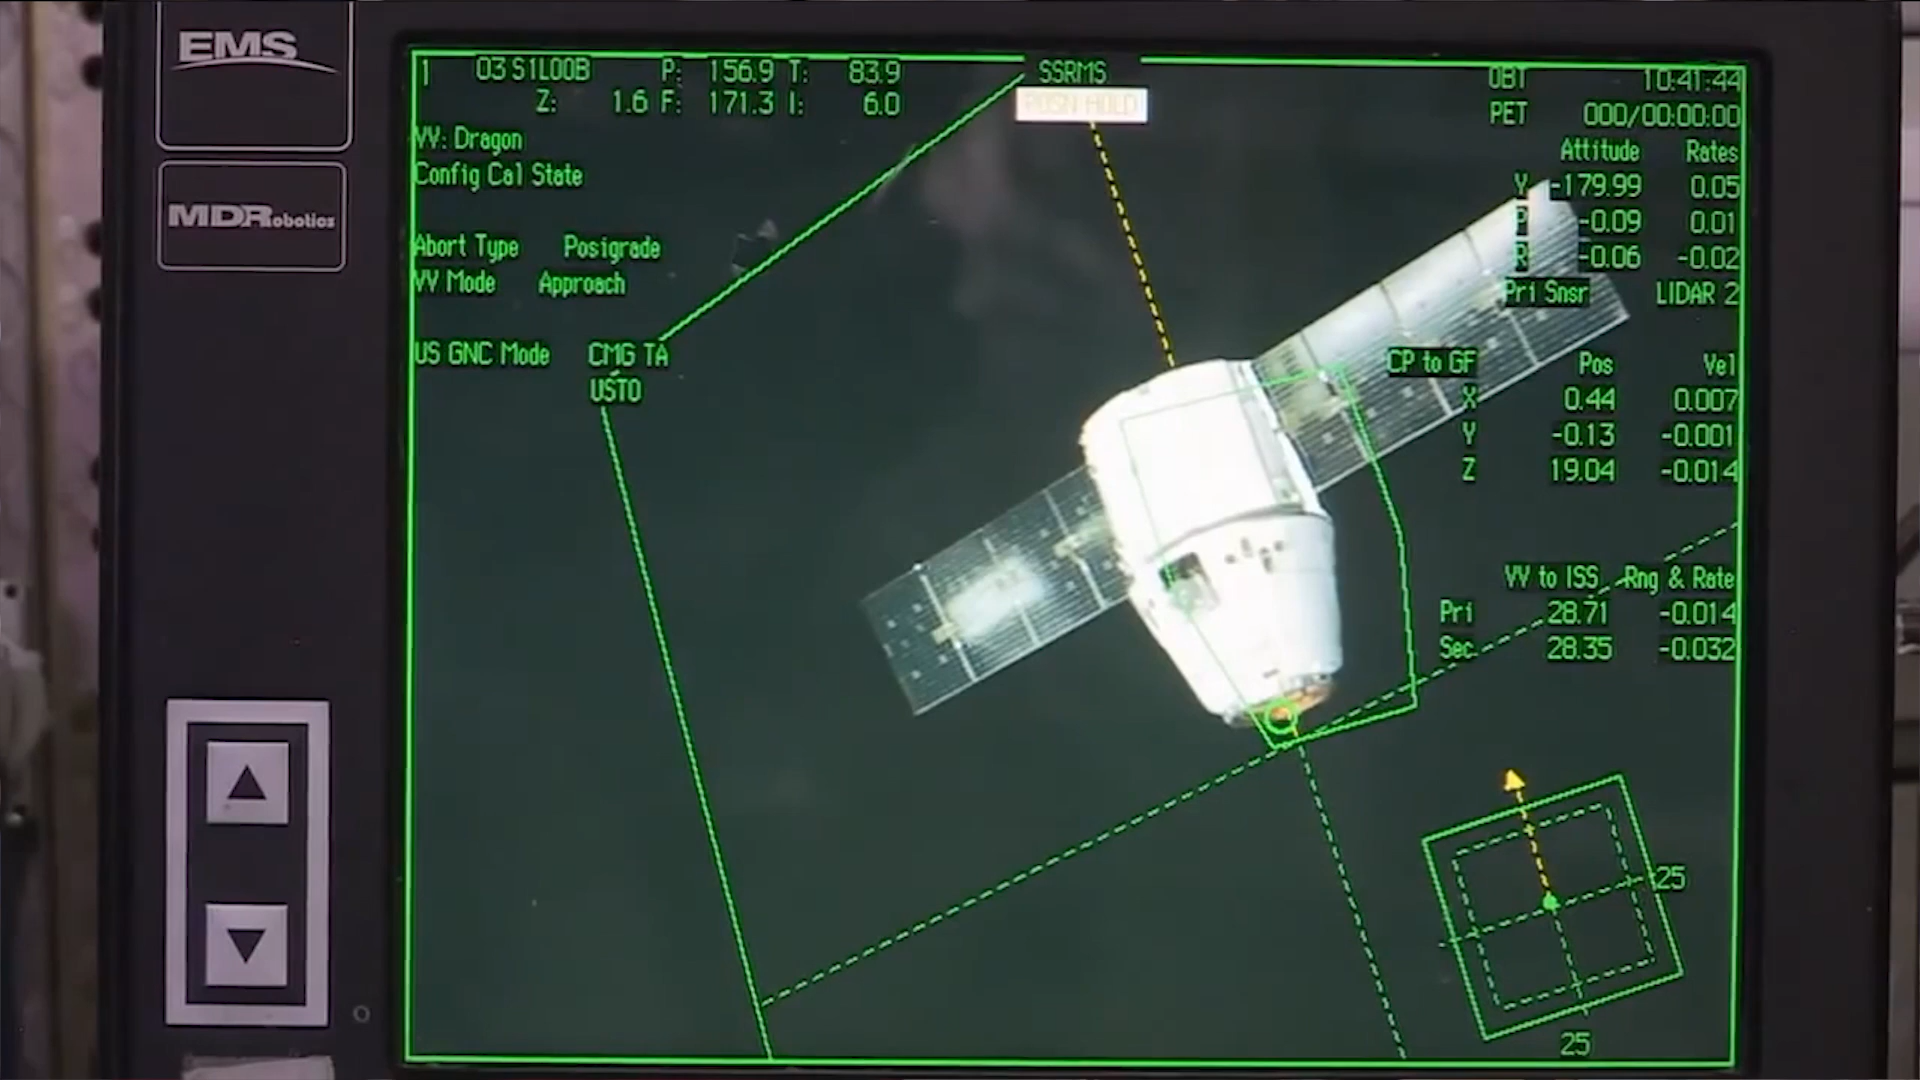 EMS
MDRobotics
1 03 S1L00B P: 156.9 T: 83.9
Z: 1.6 F: 171.3 I: 6.0
SSRMS
POSN HOLD
OBT 10:41:44
PET 000/00:00:00
VV: Dragon
Config Cal State
Abort Type Posigrade
VV Mode Approach
US GNC Mode CMG TA
USTO
Attitude Rates
Y -179.99 0.05
P -0.09 0.01
R -0.06 -0.02
Pri Snsr LIDAR 2
CP to GF Pos Vel
X 0.44 0.007
Y -0.13 -0.001
Z 19.04 -0.014
VV to ISS Rng & Rate
Pri 28.71 -0.014
Sec 28.35 -0.032
25
25